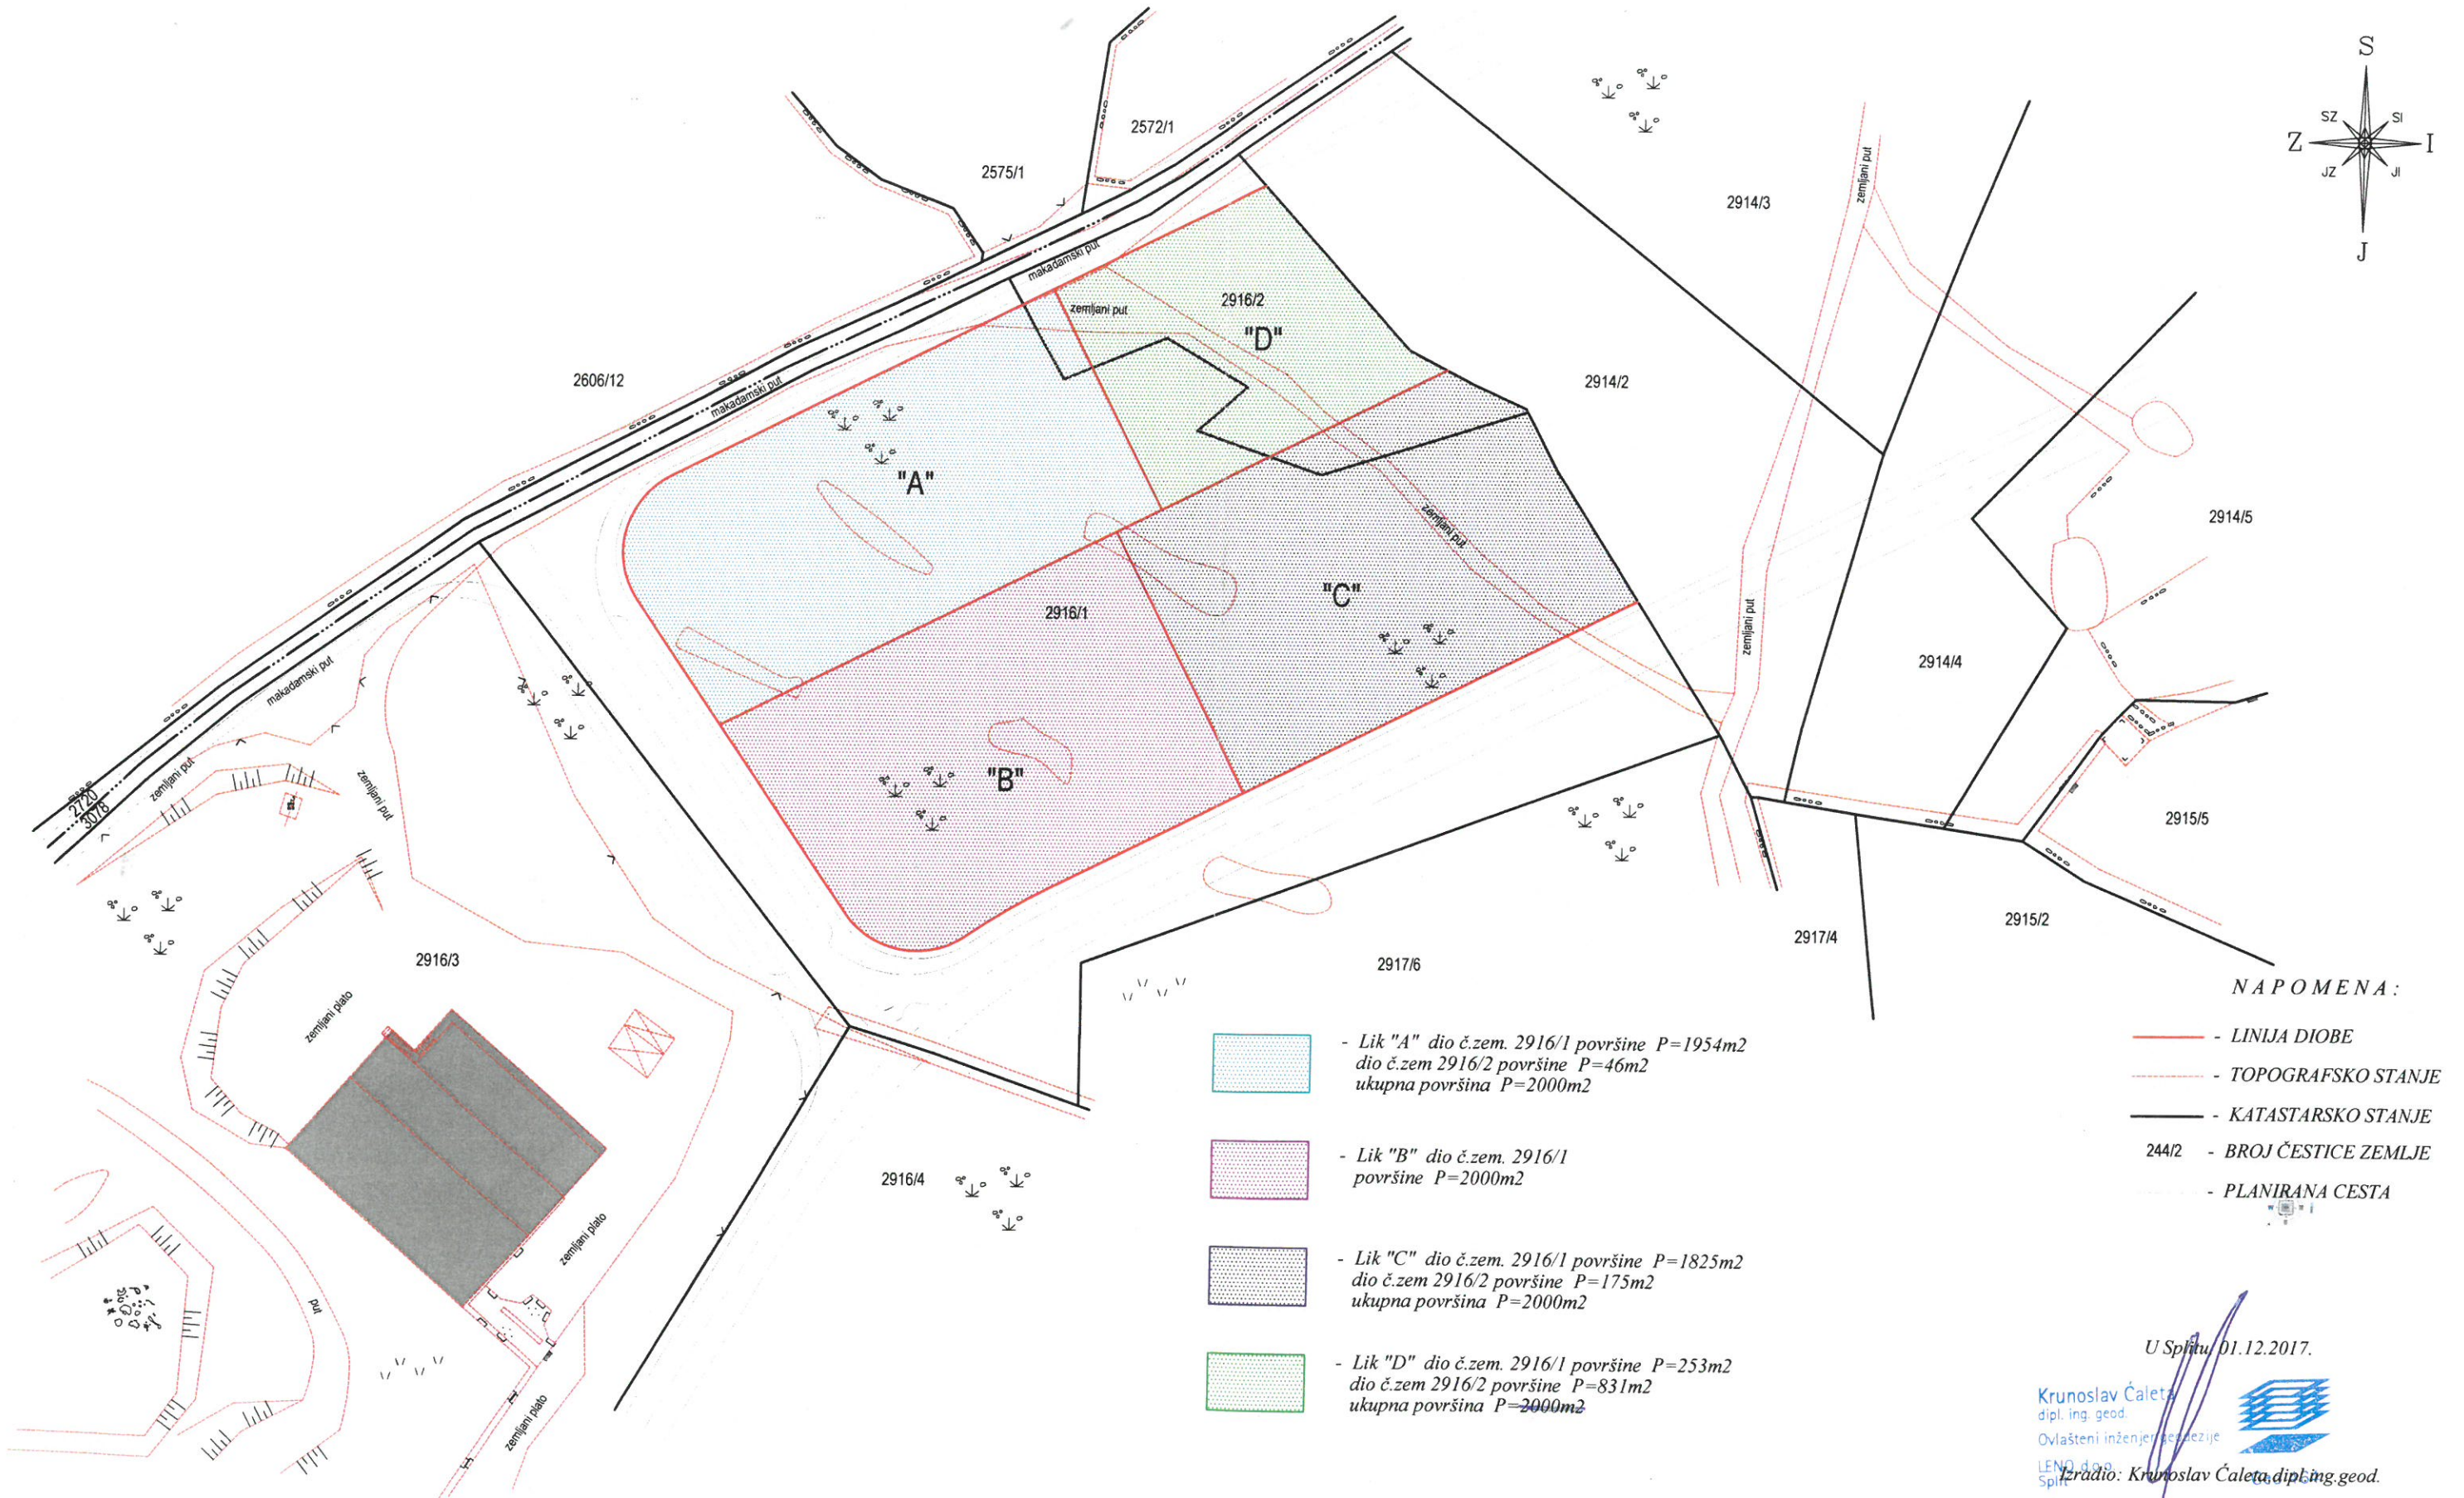 S
SZ
SI
Z
I
JZ
JI
J
2572/1
2575/1
2914/3
zemljani put
makadamski put
2916/2
zemljani put
"D"
2606/12
makadamski put
2914/2
"A"
2914/5
zemljani put
"C"
2916/1
zemljani put
2914/4
makadamski put
"B"
zemljani put
zemljani put
2720
3078
2915/5
2915/2
2917/4
2916/3
2917/6
zemljani plato
2916/4
zemljani plato
put
zemljani plato
- Lik "A" dio č.zem. 2916/1 površine P=1954m2
dio č.zem 2916/2 površine P=46m2
ukupna površina P=2000m2
- Lik "B" dio č.zem. 2916/1
površine P=2000m2
- Lik "C" dio č.zem. 2916/1 površine P=1825m2
dio č.zem 2916/2 površine P=175m2
ukupna površina P=2000m2
- Lik "D" dio č.zem. 2916/1 površine P=253m2
dio č.zem 2916/2 površine P=831m2
ukupna površina P=2000m2
NAPOMENA:
- LINIJA DIOBE
- TOPOGRAFSKO STANJE
- KATASTARSKO STANJE
244/2 - BROJ ČESTICE ZEMLJE
- PLANIRANA CESTA
U Splitu, 01.12.2017.
Krunoslav Ćaleta
dipl. ing. geod.
Ovlašteni inženjer geodezije
LENO d.o.o.
Split
Izradio: Krunoslav Ćaleta dipl.ing.geod.